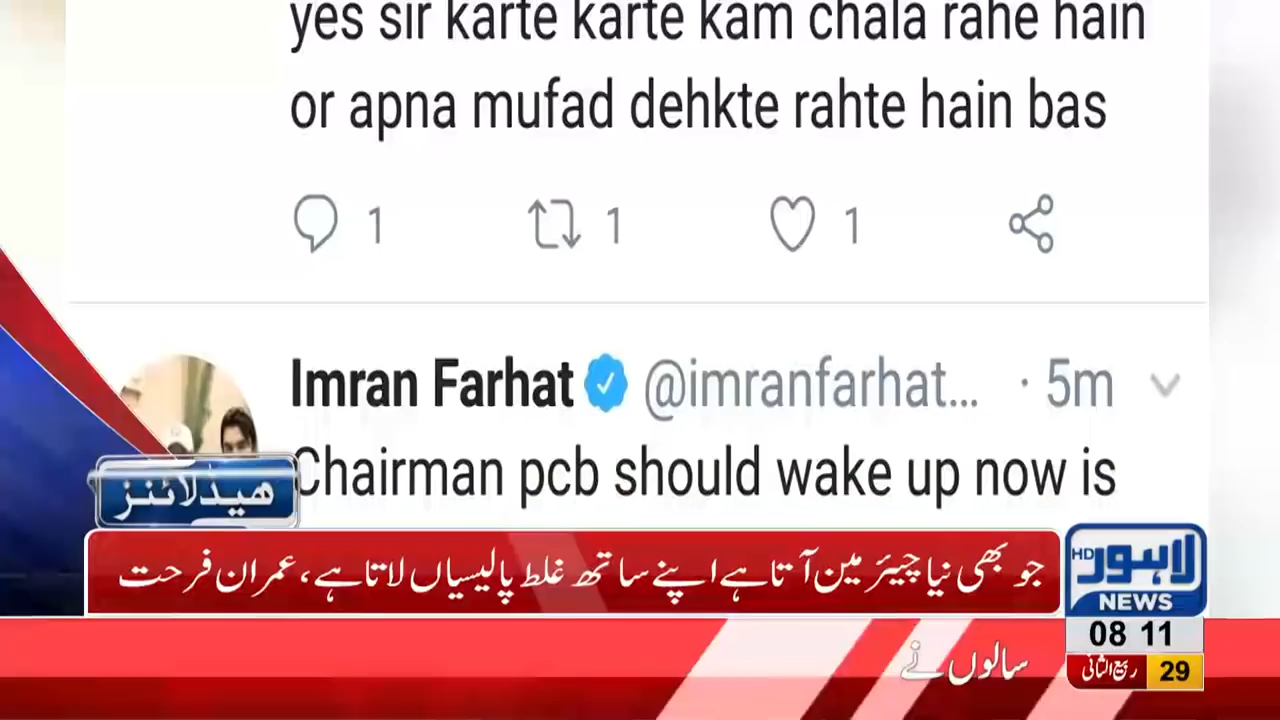 yes sir karte karte kam chala rahe hain
or apna mufad dehkte rahte hain bas
1 1 1
Imran Farhat @imranfarhat... · 5m
Chairman pcb should wake up now is
ہیڈلائنز
جو بھی نیا چیئرمین آتا ہے اپنے ساتھ غلط پالیسیاں لاتا ہے، عمران فرحت
لاہور HD
NEWS
08 11
سالوں نے
ربیع الثانی 29